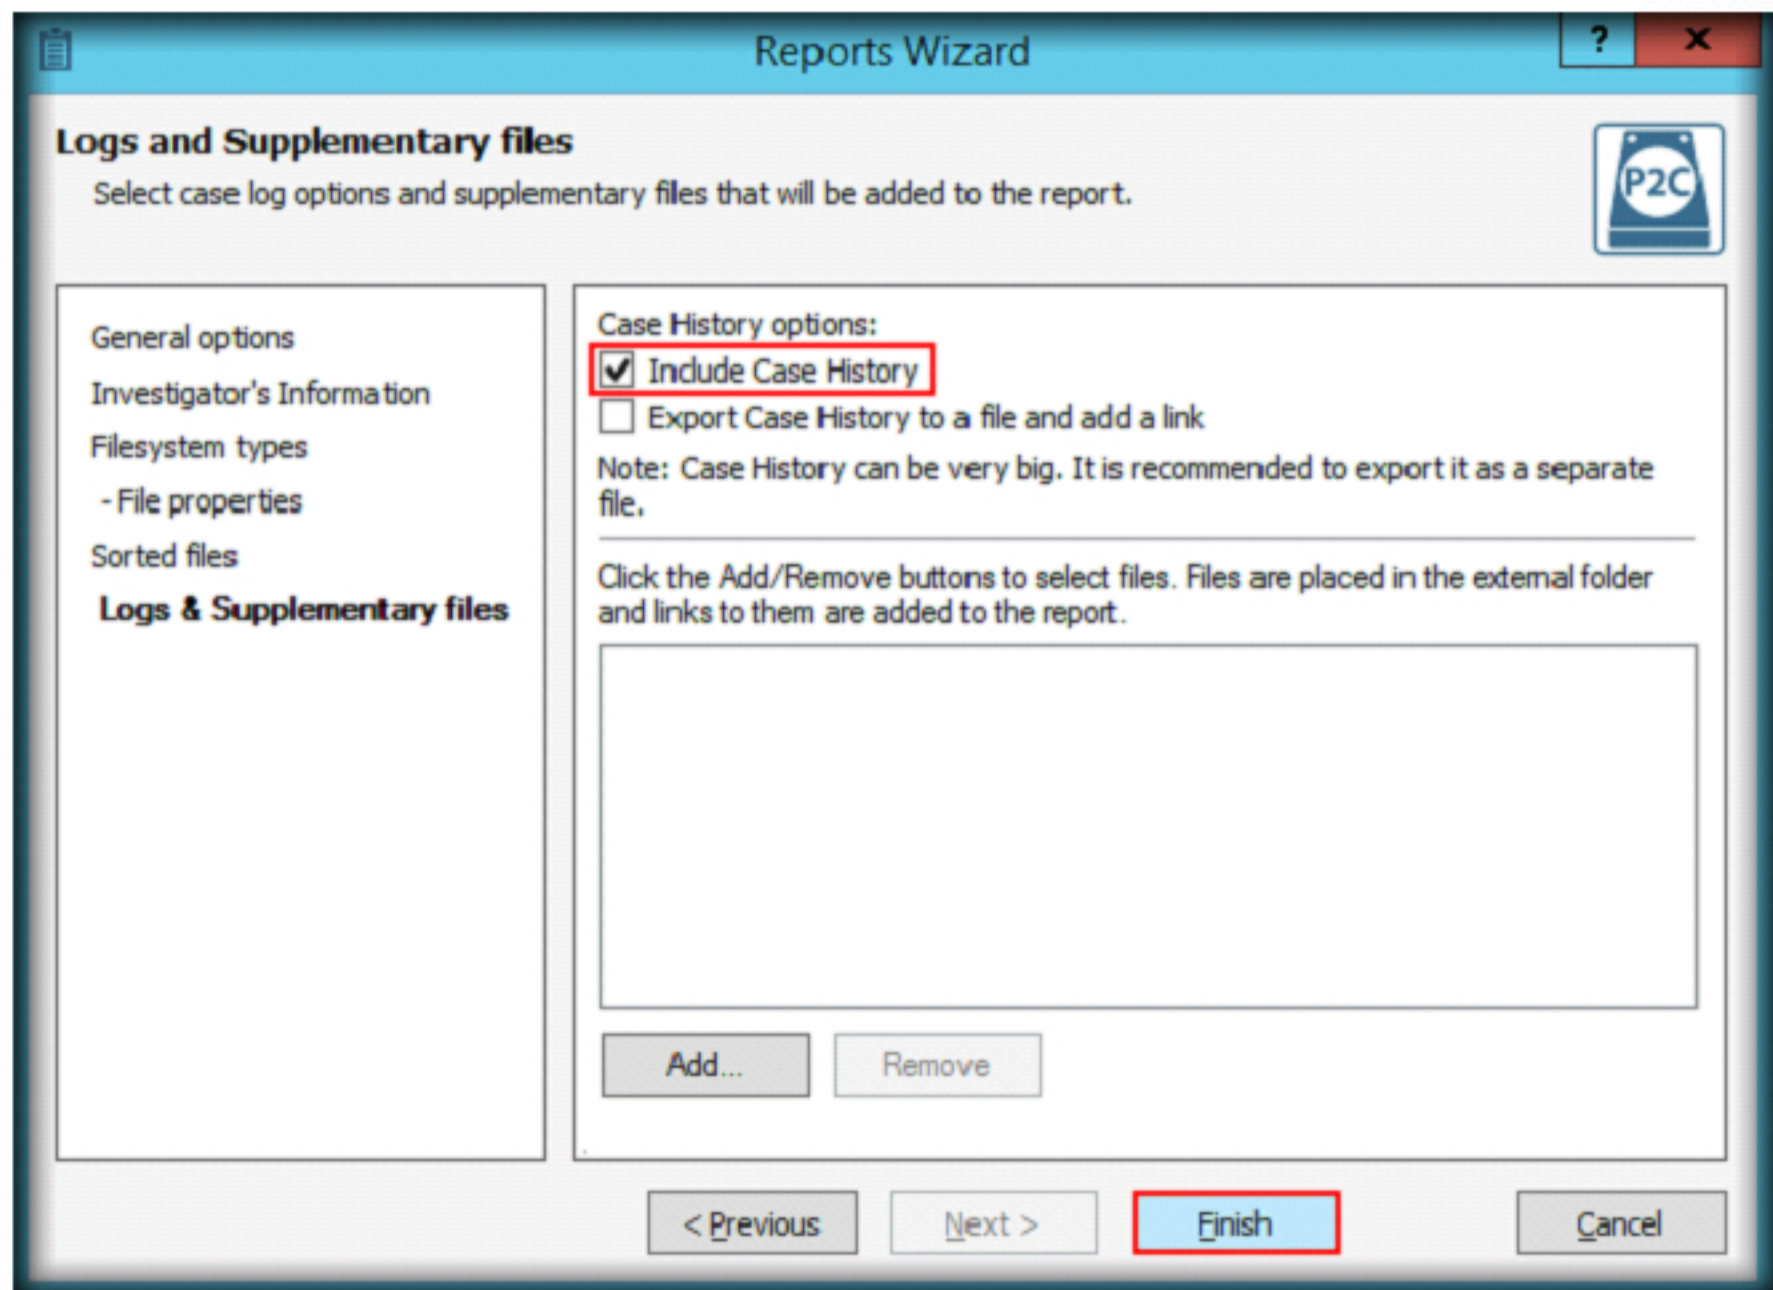 Reports Wizard
?
x
Logs and Supplementary files
Select case log options and supplementary files that will be added to the report.
P2C
General options
Investigator's Information
Filesystem types
- File properties
Sorted files
Logs & Supplementary files
Case History options:
Include Case History
Export Case History to a file and add a link
Note: Case History can be very big. It is recommended to export it as a separate
file.
Click the Add/Remove buttons to select files. Files are placed in the external folder
and links to them are added to the report.
Add...
Remove
< Previous
Next >
Finish
Cancel